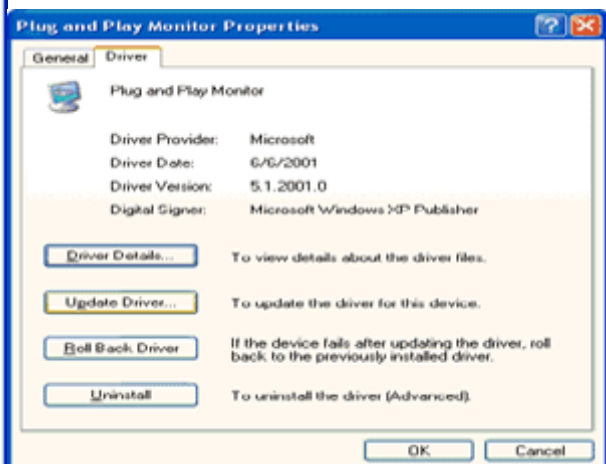 Plug and Play Monitor Properties
General Driver
Plug and Play Monitor
Driver Provider: Microsoft
Driver Date: 6/6/2001
Driver Version: 5.1.2001.0
Digital Signer: Microsoft Windows XP Publisher
Driver Details... To view details about the driver files.
Update Driver... To update the driver for this device.
Roll Back Driver If the device fails after updating the driver, roll
back to the previously installed driver.
Uninstall To uninstall the driver (Advanced).
OK Cancel